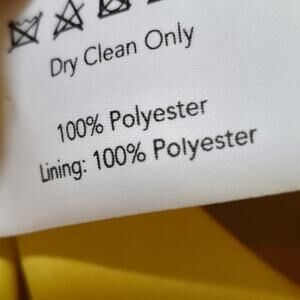 Dry Clean Only
100% Polyester
Lining: 100% Polyester